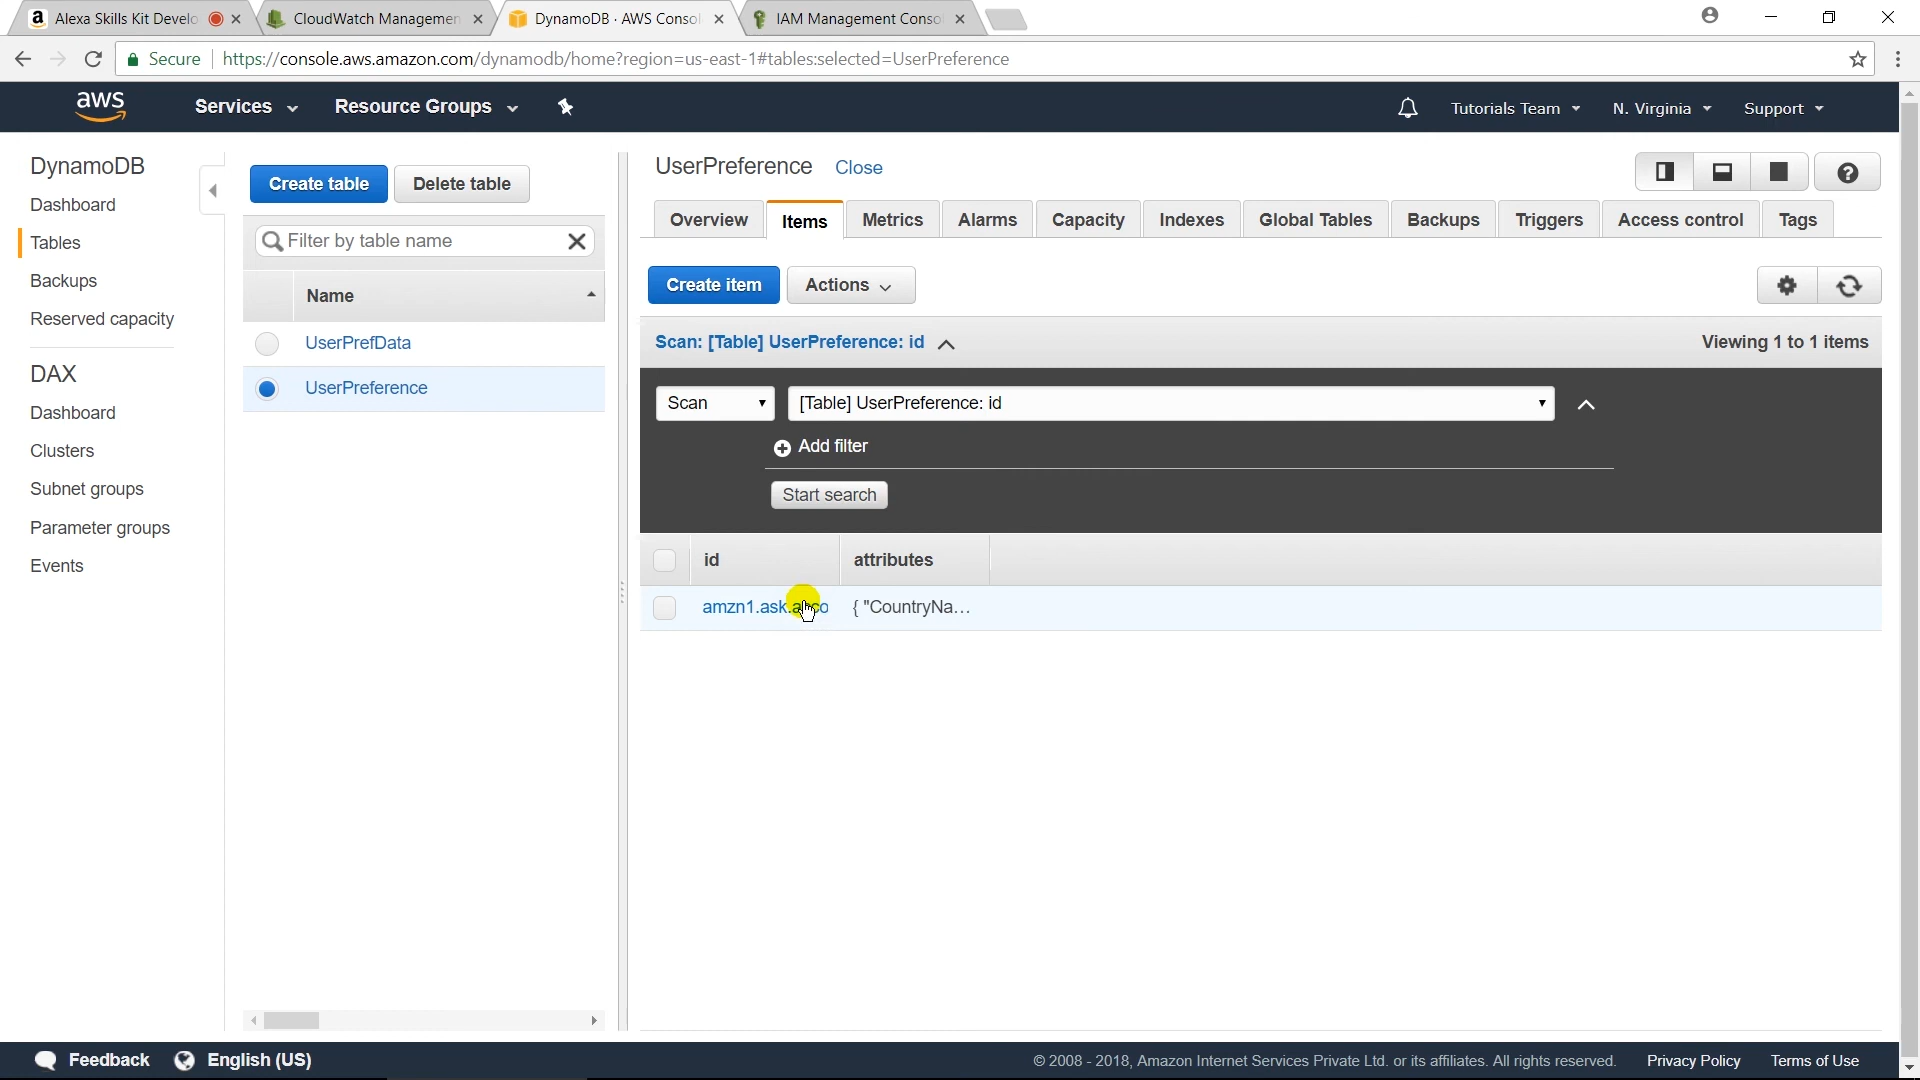 Alexa Skills Kit Develo
CloudWatch Managemen
DynamoDB · AWS Consol
IAM Management Consol
Secure
https://console.aws.amazon.com/dynamodb/home?region=us-east-1#tables:selected=UserPreference
aws
Services
Resource Groups
Tutorials Team
N. Virginia
Support
DynamoDB
Dashboard
Tables
Backups
Reserved capacity
DAX
Dashboard
Clusters
Subnet groups
Parameter groups
Events
Create table
Delete table
Filter by table name
Name
UserPrefData
UserPreference
UserPreference Close
Overview
Items
Metrics
Alarms
Capacity
Indexes
Global Tables
Backups
Triggers
Access control
Tags
Create item
Actions
Scan: [Table] UserPreference: id
Viewing 1 to 1 items
Scan
[Table] UserPreference: id
Add filter
Start search
id
attributes
amzn1.ask.acco
{ "CountryNa...
Feedback
English (US)
© 2008 - 2018, Amazon Internet Services Private Ltd. or its affiliates. All rights reserved.
Privacy Policy
Terms of Use